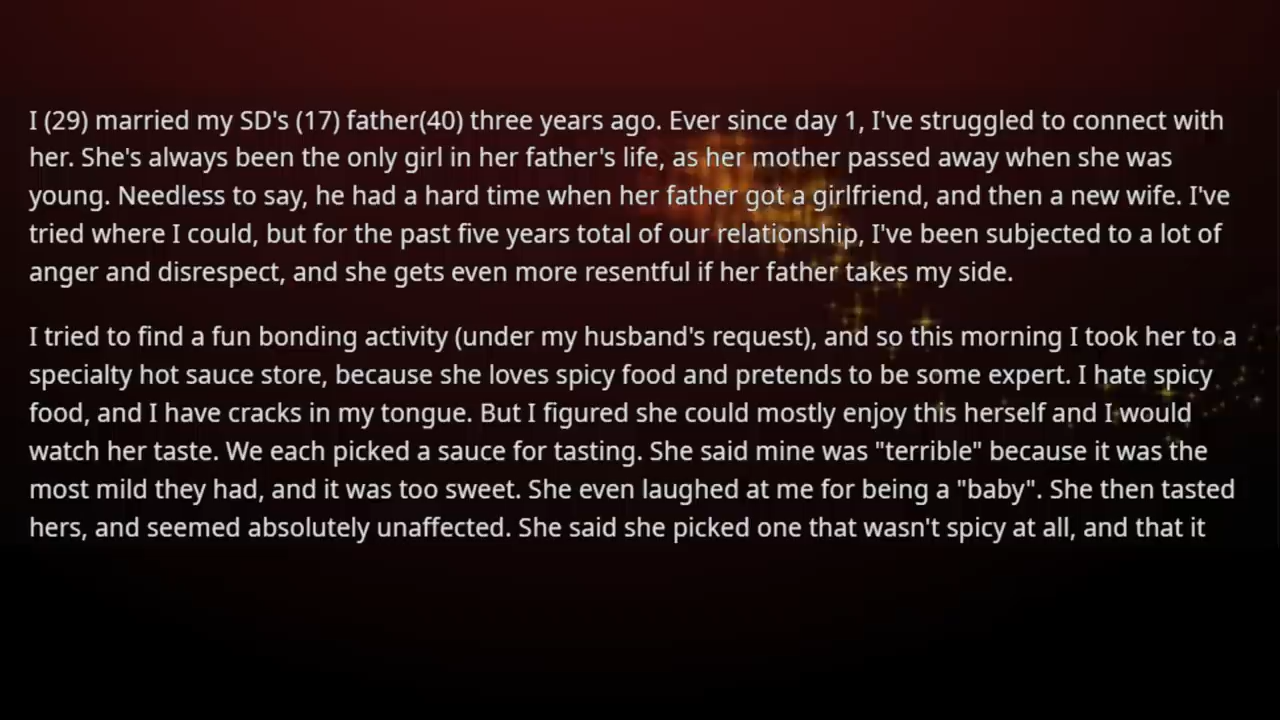 I (29) married my SD's (17) father(40) three years ago. Ever since day 1, I've struggled to connect with
her. She's always been the only girl in her father's life, as her mother passed away when she was
young. Needless to say, he had a hard time when her father got a girlfriend, and then a new wife. I've
tried where I could, but for the past five years total of our relationship, I've been subjected to a lot of
anger and disrespect, and she gets even more resentful if her father takes my side.
I tried to find a fun bonding activity (under my husband's request), and so this morning I took her to a
specialty hot sauce store, because she loves spicy food and pretends to be some expert. I hate spicy
food, and I have cracks in my tongue. But I figured she could mostly enjoy this herself and I would
watch her taste. We each picked a sauce for tasting. She said mine was "terrible" because it was the
most mild they had, and it was too sweet. She even laughed at me for being a "baby". She then tasted
hers, and seemed absolutely unaffected. She said she picked one that wasn't spicy at all, and that it